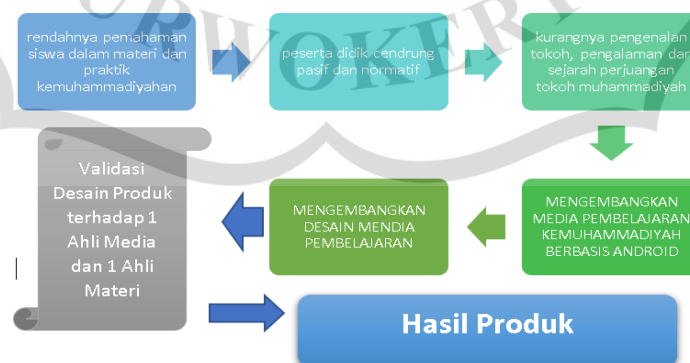 URWOKERT
rendahnya pemahaman
siswa dalam materi dan
praktik
kemuhammadiyahan
peserta didik cendrung
pasif dan normatif
kurangnya pengenalan
tokoh, pengalaman dan
sejarah perjuangan
tokoh muhammadiyah
MENGEMBANGKAN
MEDIA PEMBELAJARAN
KEMUHAMMADIYAH
BERBASIS ANDROID
MENGEMBANGKAN
DESAIN MENDIA
PEMBELAJARAN
Validasi
Desain Produk
terhadap 1
Ahli Media
dan 1 Ahli
Materi
Hasil Produk